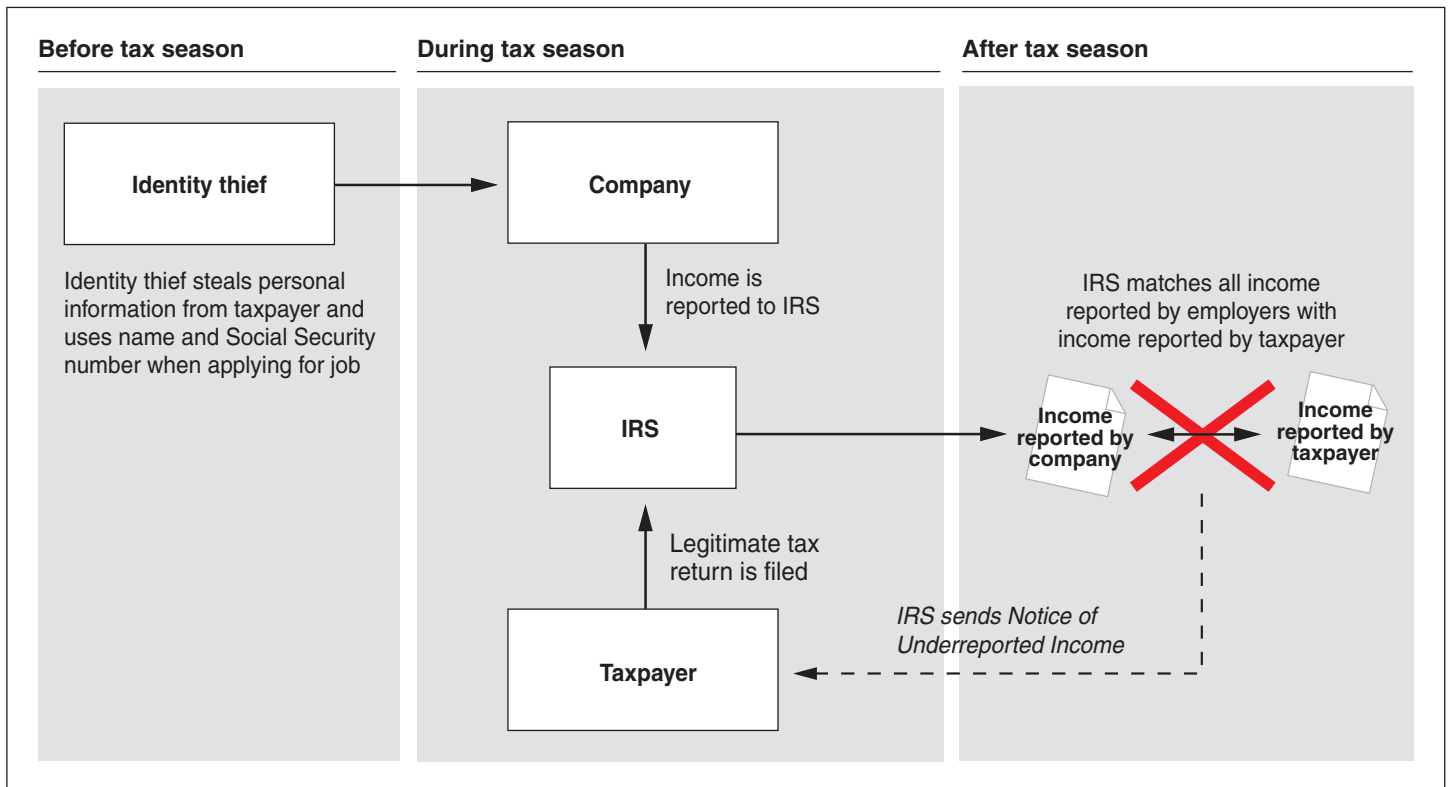 Before tax season
During tax season
After tax season
Identity thief
Identity thief steals personal
information from taxpayer and
uses name and Social Security
number when applying for job
Company
Income is
reported to IRS
IRS
Legitimate tax
return is filed
Taxpayer
IRS matches all income
reported by employers with
income reported by taxpayer
Income
reported by
company
Income
reported by
taxpayer
IRS sends Notice of
Underreported Income